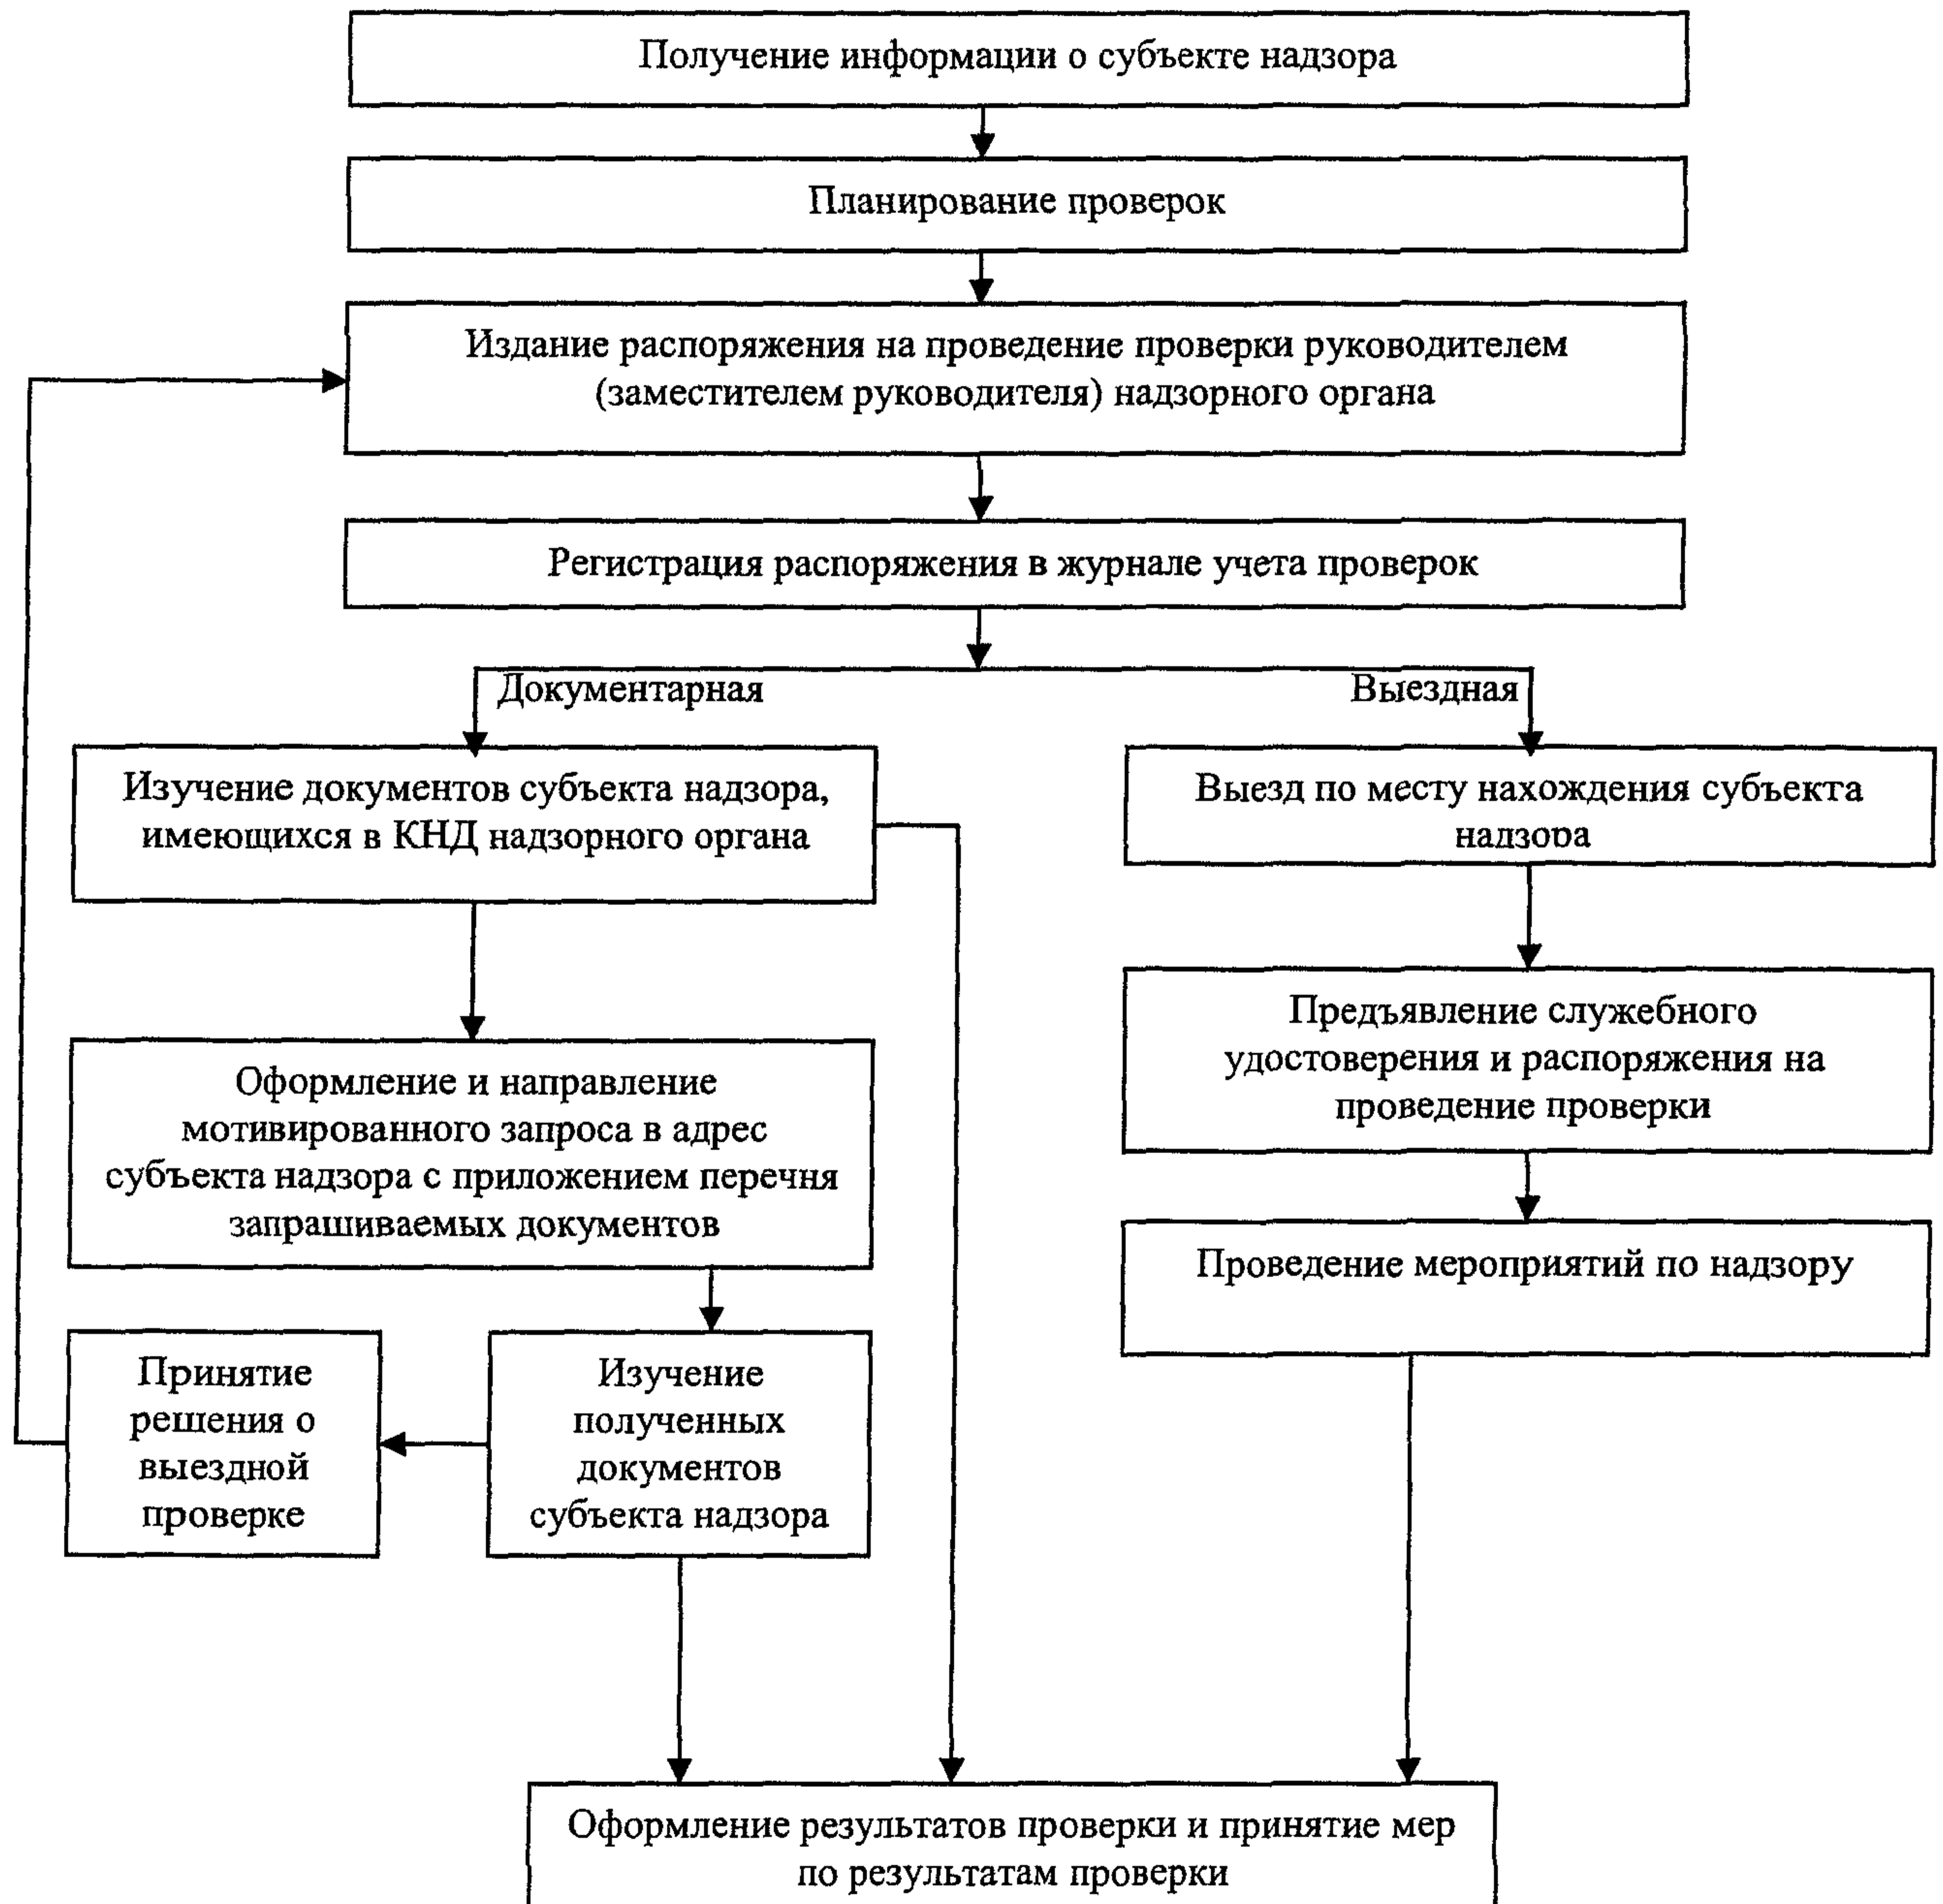 Получение информации о субъекте надзора
Планирование проверок
Издание распоряжения на проведение проверки руководителем
(заместителем руководителя) надзорного органа
Регистрация распоряжения в журнале учета проверок
Документарная
Выездная
Изучение документов субъекта надзора,
имеющихся в КНД надзорного органа
Выезд по месту нахождения субъекта
надзора
Предъявление служебного
удостоверения и распоряжения на
проведение проверки
Оформление и направление
мотивированного запроса в адрес
субъекта надзора с приложением перечня
запрашиваемых документов
Проведение мероприятий по надзору
Принятие
решения о
выездной
проверке
Изучение
полученных
документов
субъекта надзора
Оформление результатов проверки и принятие мер
по результатам проверки